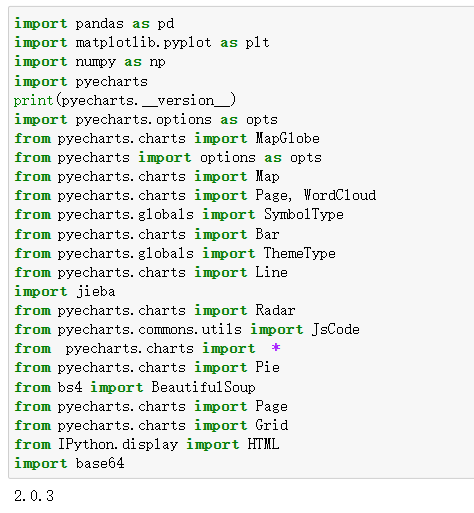 import pandas as pd
import matplotlib.pyplot as plt
import numpy as np
import pyecharts
print(pyecharts.__version__)
import pyecharts.options as opts
from pyecharts.charts import MapGlobe
from pyecharts import options as opts
from pyecharts.charts import Map
from pyecharts.charts import Page, WordCloud
from pyecharts.globals import SymbolType
from pyecharts.charts import Bar
from pyecharts.globals import ThemeType
from pyecharts.charts import Line
import jieba
from pyecharts.charts import Radar
from pyecharts.commons.utils import JsCode
from  pyecharts.charts import  *
from pyecharts.charts import Pie
from bs4 import BeautifulSoup
from pyecharts.charts import Page
from pyecharts.charts import Grid
from IPython.display import HTML
import base64
2.0.3